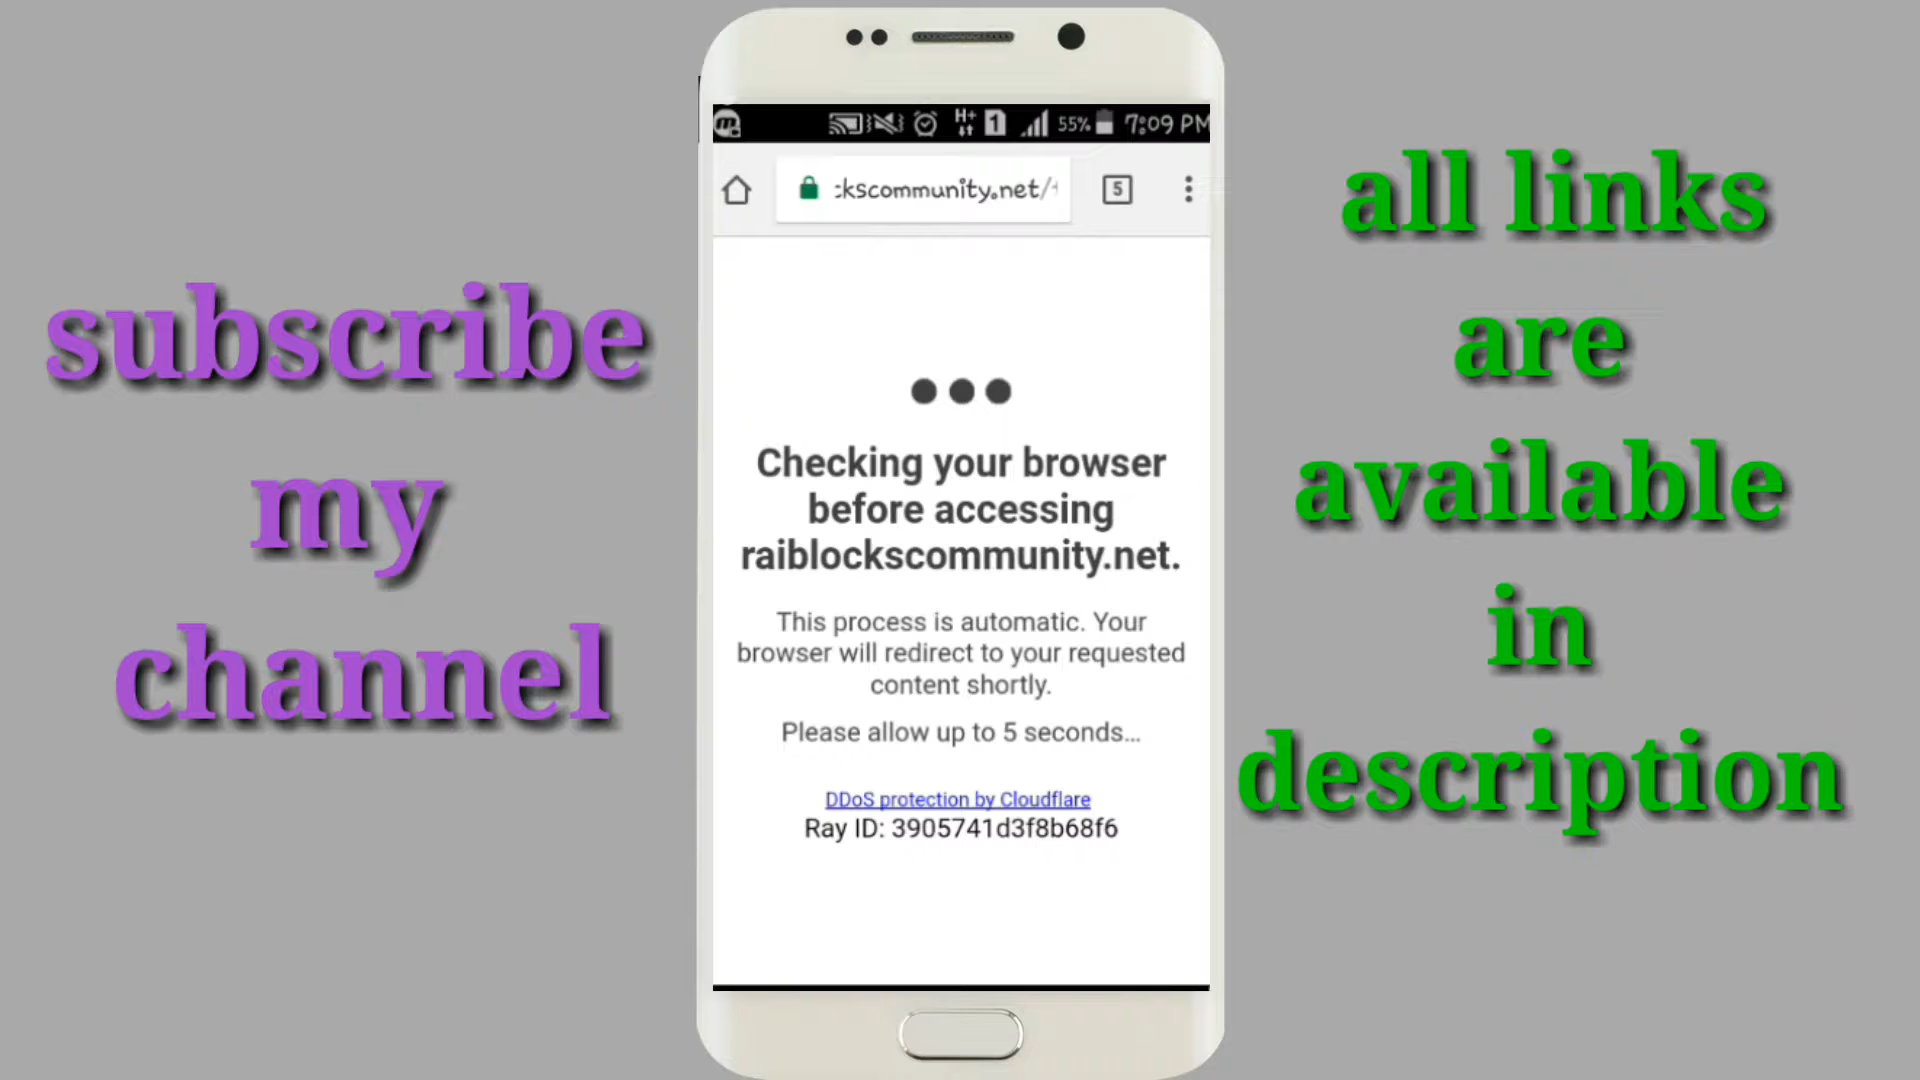 subscribe
my
channel
H+
1
55%
7:09 PM
ckscommunity.net/
5
Checking your browser
before accessing
raiblockscommunity.net.
This process is automatic. Your
browser will redirect to your requested
content shortly.
Please allow up to 5 seconds...
DDoS protection by Cloudflare
Ray ID: 3905741d3f8b68f6
all links
are
available
in
description